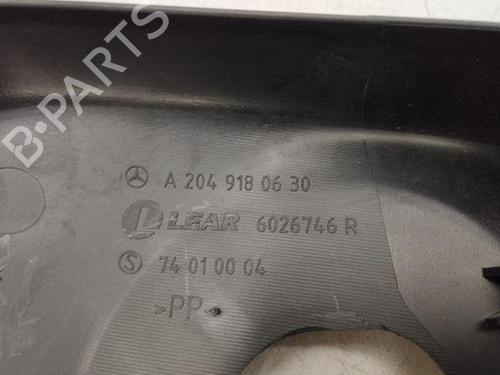 B-PARTS
A 204 918 06 30
LEAR 6026746 R
S 74 01 00 04
>PP<